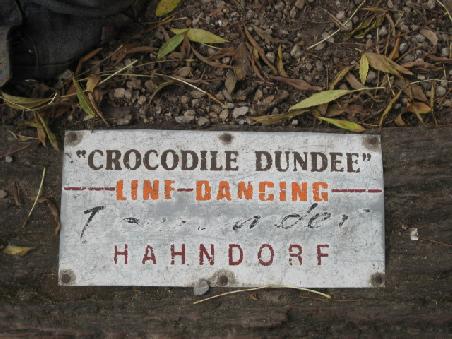 "CROCODILE DUNDEE"
LINE-DANCING
HAHNDORF